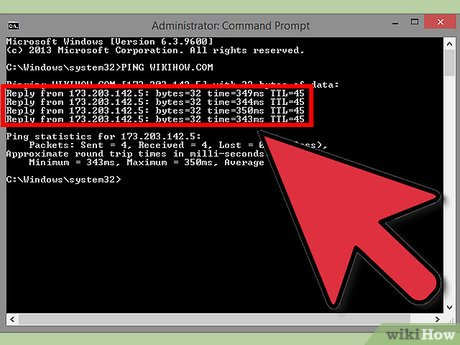 Administrator: Command Prompt
Microsoft Windows [Version 6.3.9600]
(c) 2013 Microsoft Corporation. All rights reserved.
C:\Windows\system32>PING WIKIHOW.COM
Pinging WIKIHOW.COM [173.203.142.5] with 32 bytes of data:
Reply from 173.203.142.5: bytes=32 time=349ms TTL=45
Reply from 173.203.142.5: bytes=32 time=344ms TTL=45
Reply from 173.203.142.5: bytes=32 time=350ms TTL=45
Reply from 173.203.142.5: bytes=32 time=343ms TTL=45
Ping statistics for 173.203.142.5:
Packets: Sent = 4, Received = 4, Lost = 0
Approximate round trip times in milli-seconds
Minimum = 343ms, Maximum = 350ms, Average
C:\Windows\system32>
wikiHow